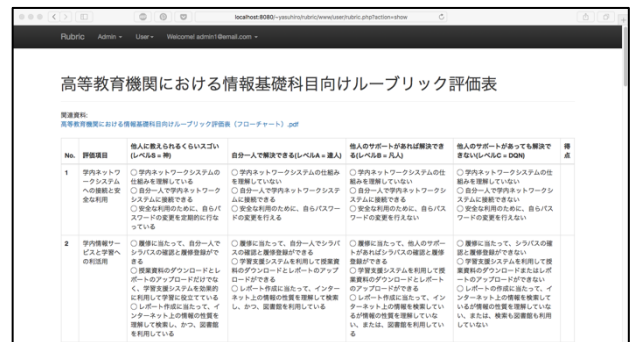 localhost:8080/~yasuhiro/rubric/www/user/rubric.php?action=show
Rubric Admin User Welcome! admin1@email.com
高等教育機関における情報基礎科目向けルーブリック評価表
関連資料:
高等教育機関における情報基礎科目向けルーブリック評価表（フローチャート）.pdf
No. 評価項目 他人に教えられるくらいスゴい(レベルS = 神) 自分一人で解決できる(レベルA = 達人) 他人のサポートがあれば解決できる(レベルB = 凡人) 他人のサポートがあっても解決できない(レベルC = DQN) 得点
1
学内ネットワ
ークシステム
への接続と安
全な利用
〇 学内ネットワークシステムの
仕組みを理解している
〇 自分一人で学内ネットワーク
システムに接続できる
〇 安全な利用のために、自らパ
スワードの変更を定期的に行な
っている
〇 学内ネットワークシステムの仕
組みを理解していない
〇 自分一人で学内ネットワークシス
テムに接続できる
〇 安全な利用のために、自らパスワー
ドの変更を行える
〇 学内ネットワークシステムの仕
組みを理解していない
〇 自分一人で学内ネットワークシ
ステムに接続できる
〇 安全な利用のために、自らパス
ワードの変更を行えない
〇 学内ネットワークシステムの仕
組みを理解していない
〇 自分一人で学内ネットワークシ
ステムに接続できない
〇 安全な利用のために、自らパス
ワードの変更を行えない
2
学内情報サー
ビスと学習へ
の利活用
〇 履修に当たって、自分一人で
シラバスの確認と履修登録がで
きる
〇 授業資料のダウンロードとレ
ポートのアップロードだけでな
く、学習支援システムを効果的
に利用して学習に役立てている
〇 レポート作成に当たって、イ
ンターネット上の情報の性質を
理解して検索し、かつ、図書館
を利用している
〇 履修に当たって、自分一人でシラバ
スの確認と履修登録ができる
〇 学習支援システムを利用して授業資
料のダウンロードとレポートのアップ
ロードができる
〇 レポート作成に当たって、インター
ネット上の情報の性質を理解して検索
し、かつ、図書館を利用している
〇 履修に当たって、他人のサポー
トがあればシラバスの確認と履修
登録ができる
〇 学習支援システムを利用して授
業資料のダウンロードとレポート
のアップロードができる
〇 レポート作成に当たって、イン
ターネット上の情報を検索してい
るが情報の性質を理解していな
い、または、図書館を利用してい
る
〇 履修に当たって、シラバスの確
認と履修登録ができない
〇 学習支援システムを利用して授
業資料のダウンロードまたはレポ
ートのアップロードができない
〇 レポート作成に当たって、イ
ンターネット上の情報を検索して
いるが情報の性質を理解していな
い、または、検索も図書館も利用
していない